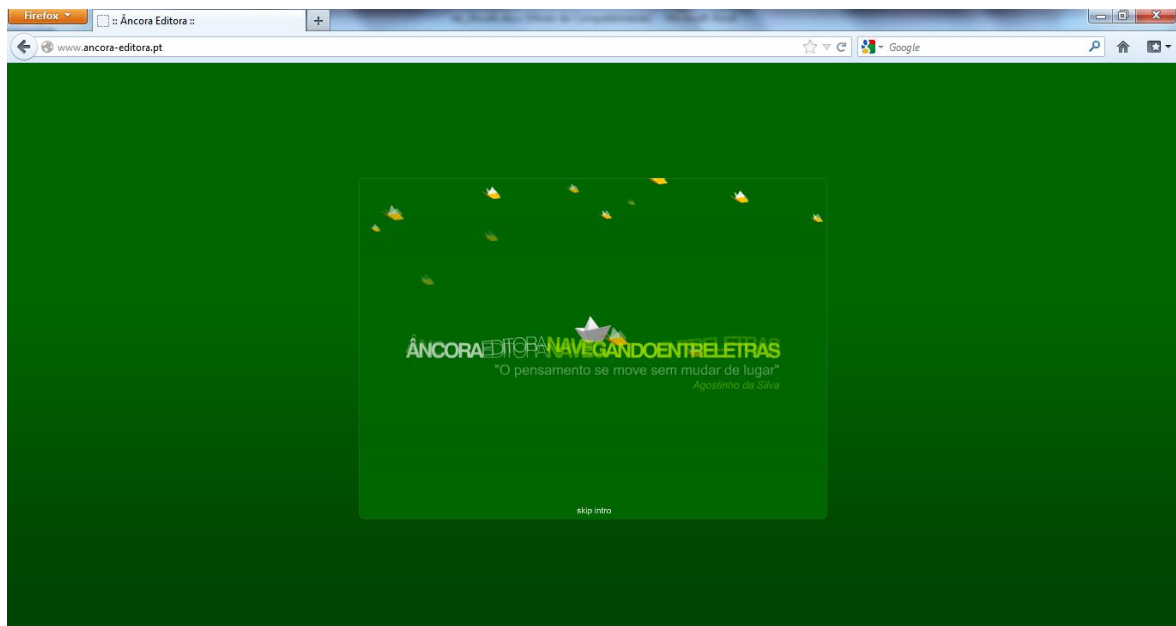 Firefox
:: Âncora Editora ::
www.ancora-editora.pt
Google
ÂNCORAEDITORANAVEGANDOENTRELETRAS
"O pensamento se move sem mudar de lugar"
Agostinho da Silva
skip intro